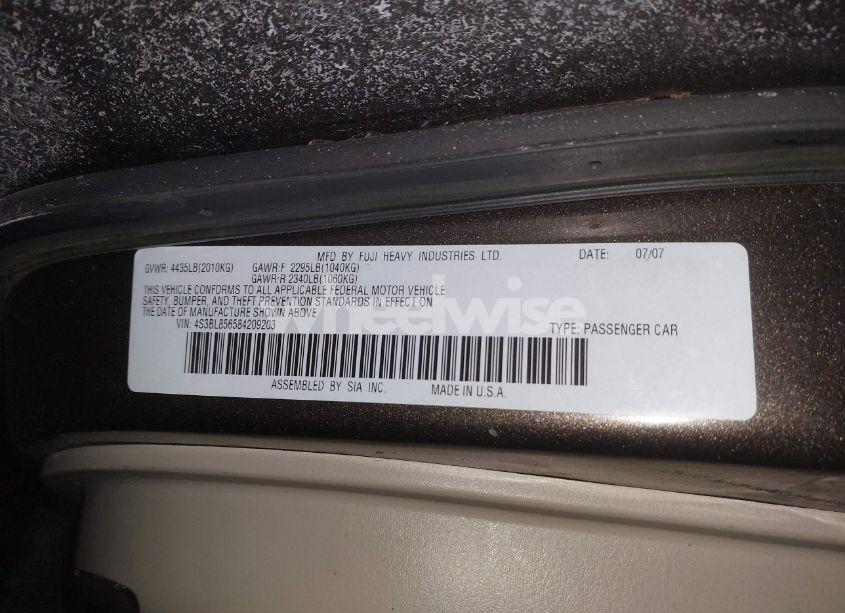 MFD BY FUJI HEAVY INDUSTRIES LTD. DATE: 07/07
GVWR: 4435LB(2010KG) GAWR:F 2295LB(1040KG)
GAWR:R 2340LB(1060KG)
THIS VEHICLE CONFORMS TO ALL APPLICABLE FEDERAL MOTOR VEHICLE
SAFETY, BUMPER, AND THEFT PREVENTION STANDARDS IN EFFECT ON
THE DATE OF MANUFACTURE SHOWN ABOVE
VIN: 4S3BL856584209203 TYPE: PASSENGER CAR
ASSEMBLED BY SIA INC. MADE IN U.S.A.
wheelwise